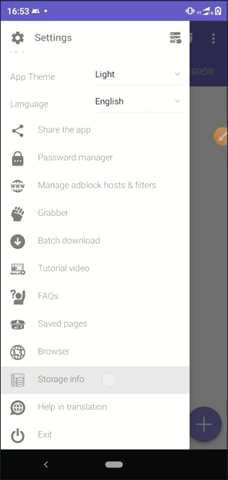 16:53
Settings
App Theme Light
Language English
Share the app
Password manager
Manage adblock hosts & filters
Grabber
Batch download
Tutorial video
FAQs
Saved pages
Browser
Storage info
Help in translation
Exit